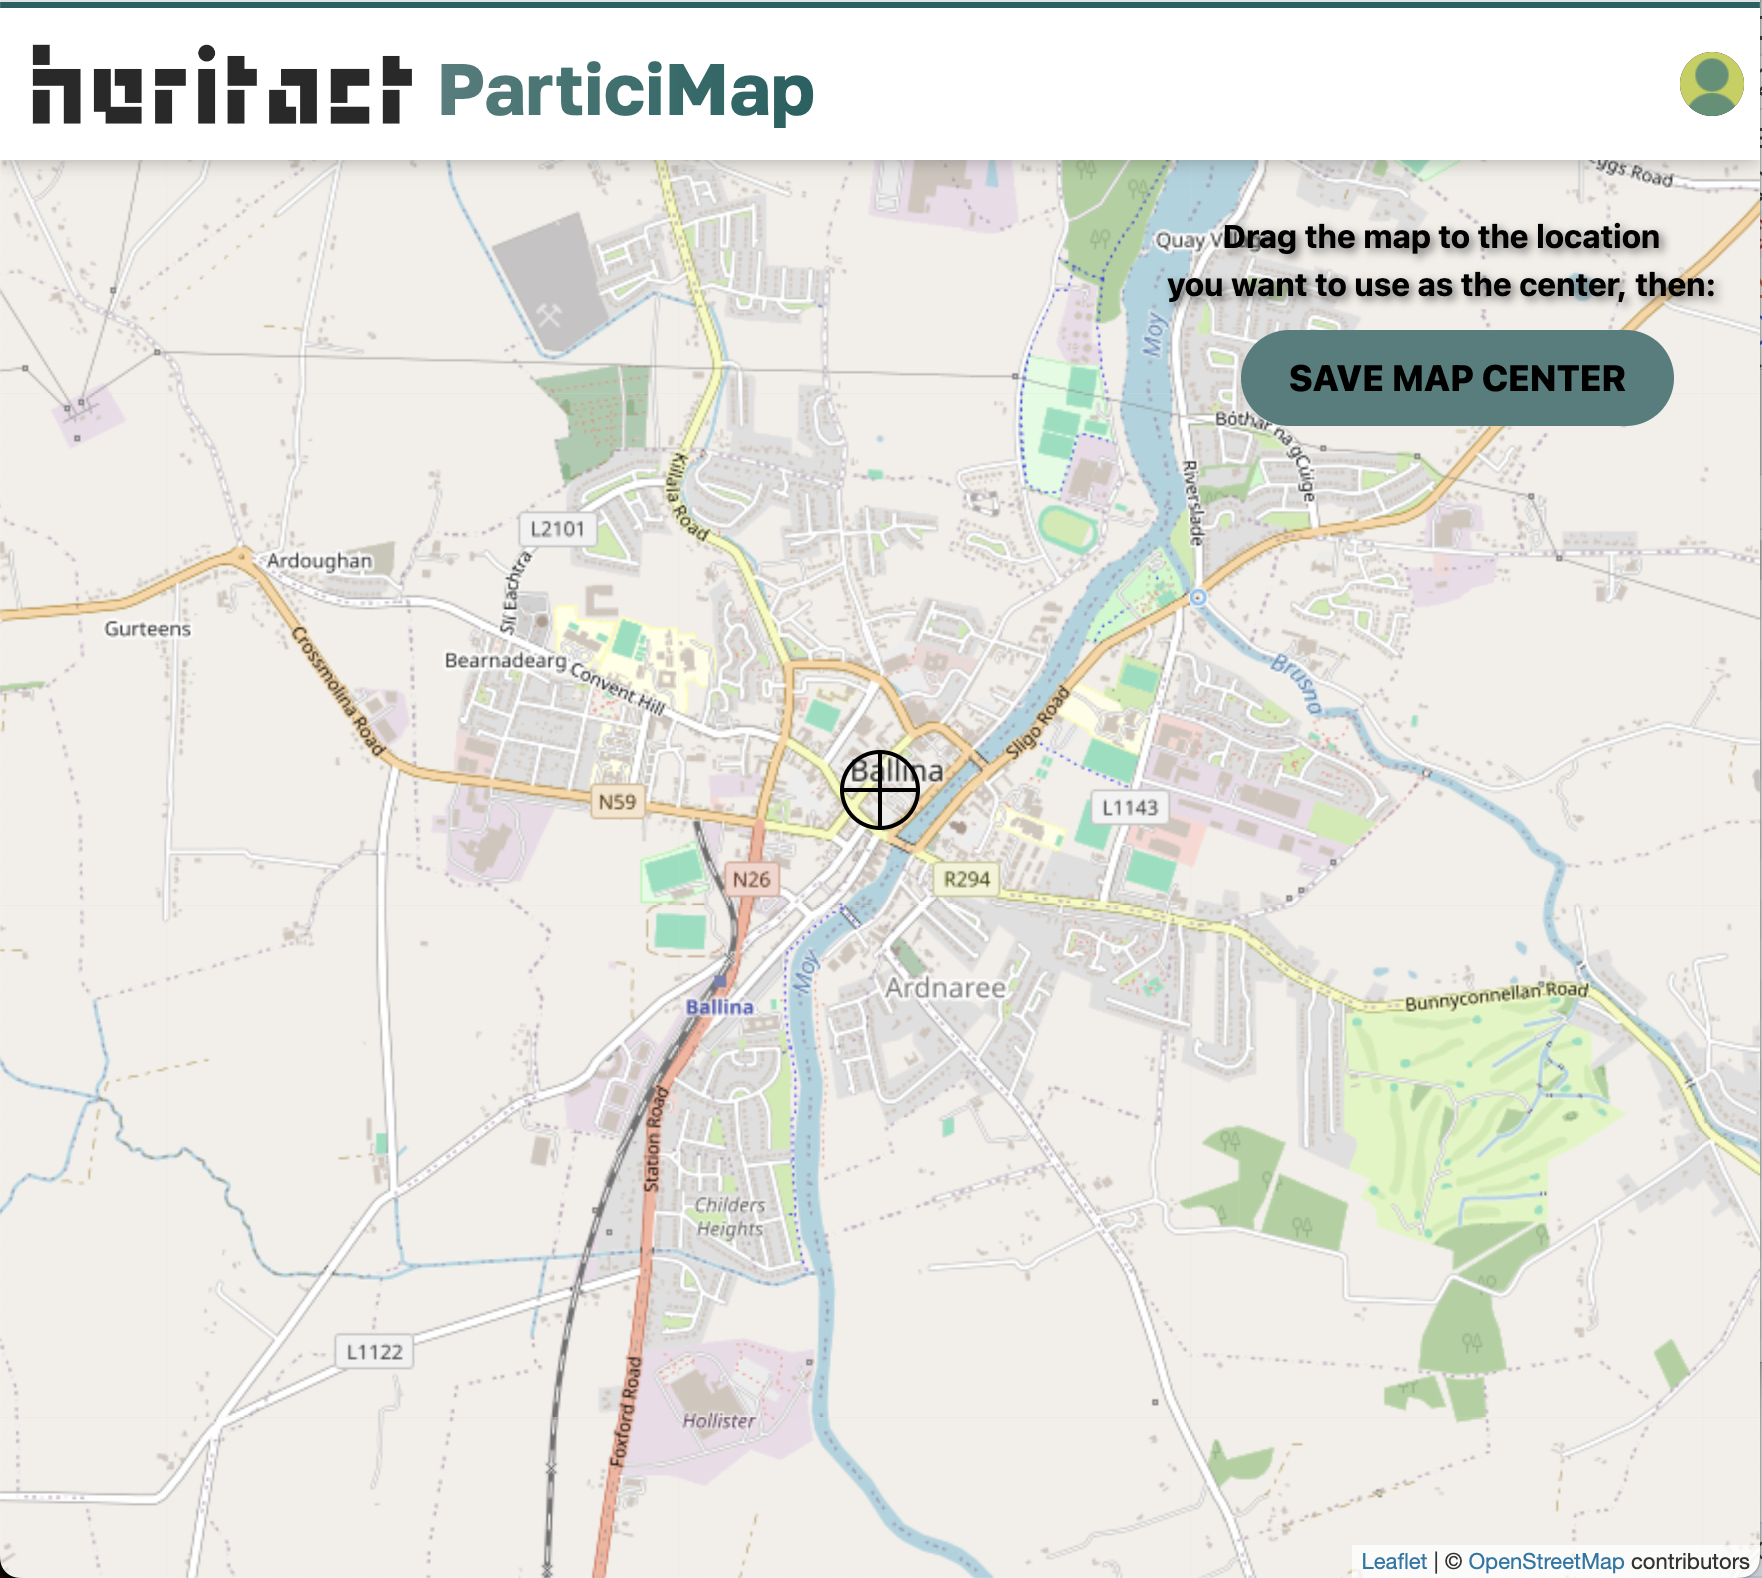 heritact ParticiMap
ggs Road
Quay V
Drag the map to the location
you want to use as the center, then:
SAVE MAP CENTER
Moy
Bóthar na gCúige
Killala Road
Riverslade
L2101
Ardoughan
Slí Eachtra
Gurteens
Crossmolina Road
Bearnadearg
Convent Hill
Brusna
Sligo Road
Ballina
N59
L1143
N26
R294
Moy
Ardnaree
Bunnyconnellan Road
Ballina
Station Road
Childers
Heights
L1122
Foxford Road
Hollister
Leaflet | © OpenStreetMap contributors